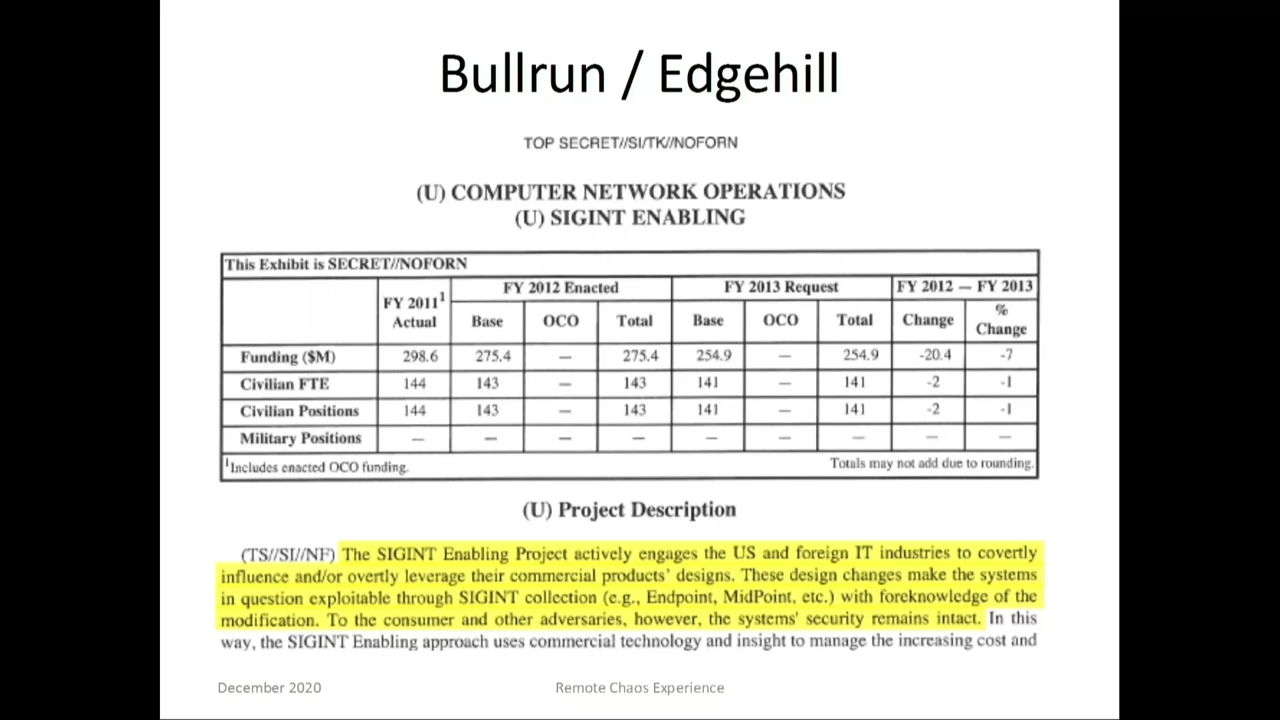 Bullrun / Edgehill
TOP SECRET//SI/TK//NOFORN
(U) COMPUTER NETWORK OPERATIONS
(U) SIGINT ENABLING
This Exhibit is SECRET//NOFORN
FY 2011¹ Actual FY 2012 Enacted FY 2013 Request FY 2012 — FY 2013
Base OCO Total Base OCO Total Change % Change
Funding ($M) 298.6 275.4 — 275.4 254.9 — 254.9 -20.4 -7
Civilian FTE 144 143 — 143 141 — 141 -2 -1
Civilian Positions 144 143 — 143 141 — 141 -2 -1
Military Positions — — — — — — — — —
¹Includes enacted OCO funding. Totals may not add due to rounding.
(U) Project Description
(TS//SI//NF) The SIGINT Enabling Project actively engages the US and foreign IT industries to covertly
influence and/or overtly leverage their commercial products' designs. These design changes make the systems
in question exploitable through SIGINT collection (e.g., Endpoint, MidPoint, etc.) with foreknowledge of the
modification. To the consumer and other adversaries, however, the systems' security remains intact. In this
way, the SIGINT Enabling approach uses commercial technology and insight to manage the increasing cost and
December 2020 Remote Chaos Experience